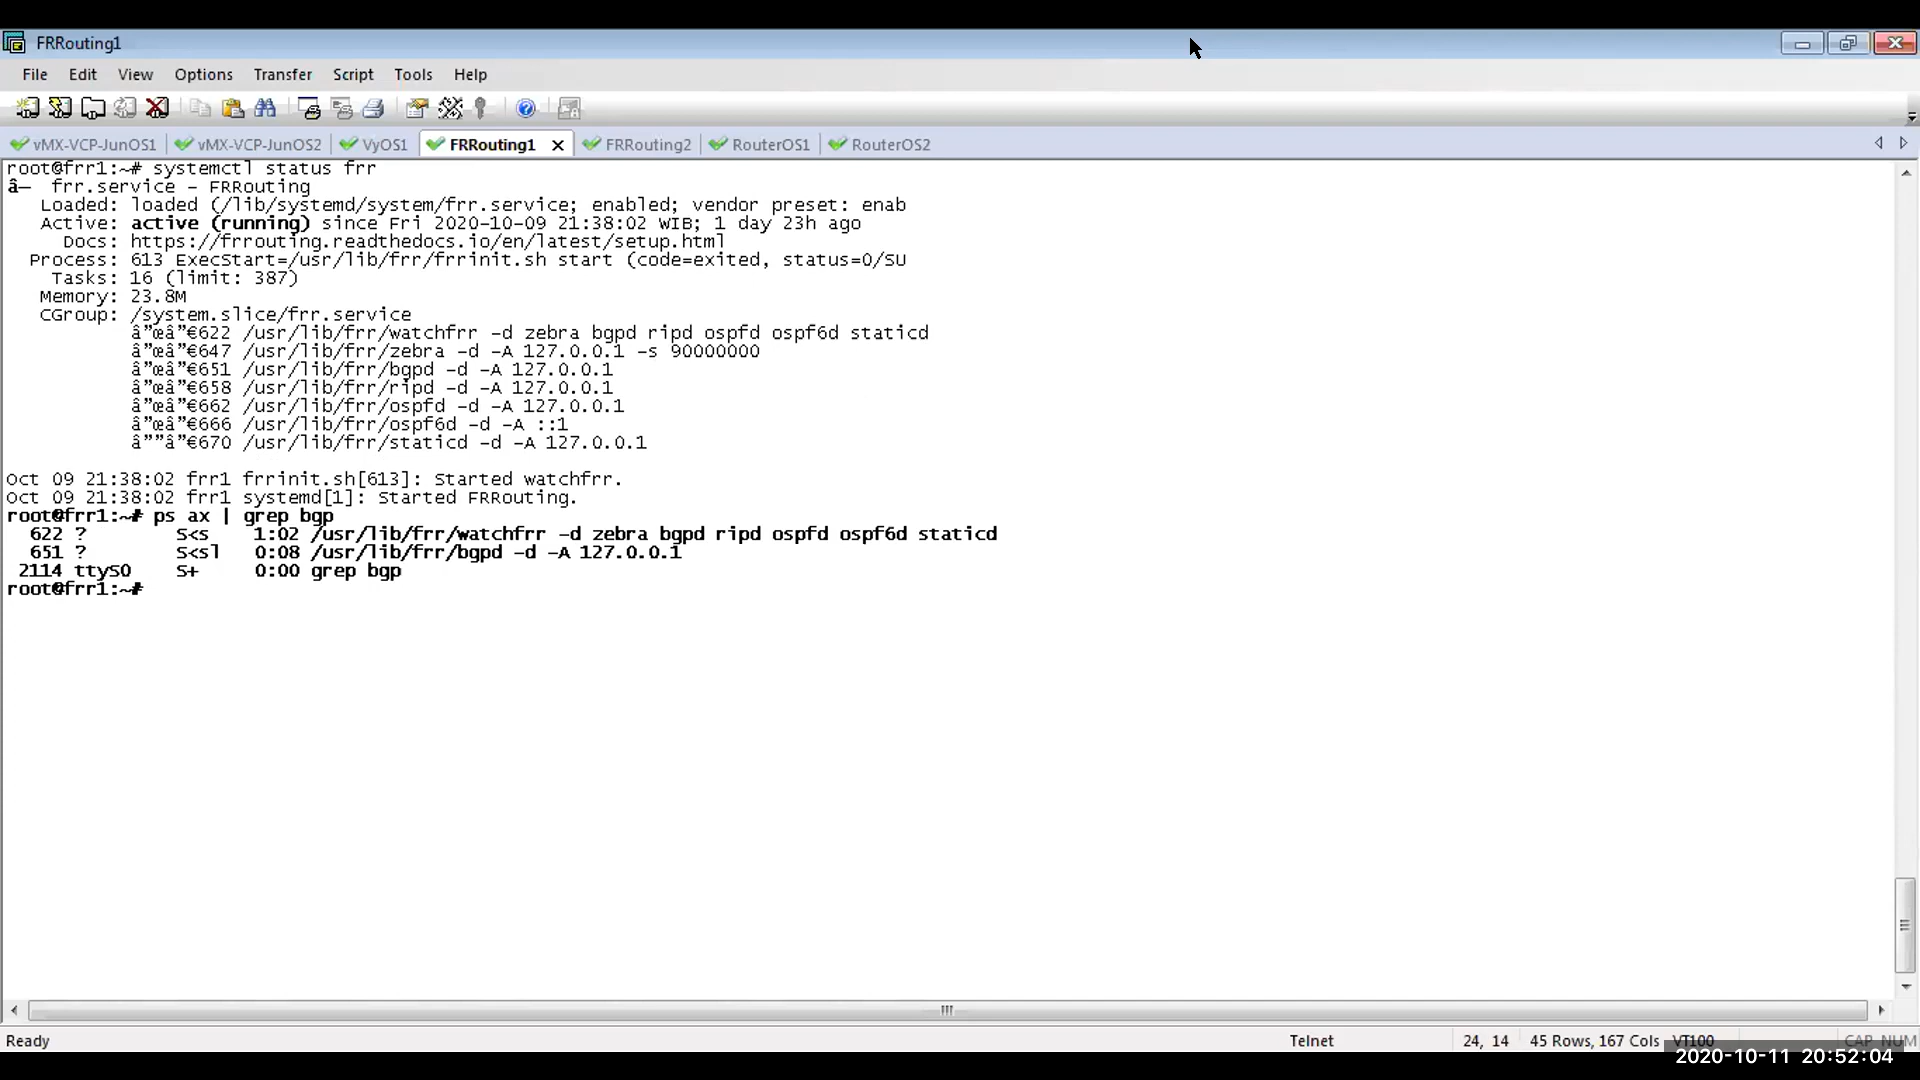 FRRouting1
File Edit View Options Transfer Script Tools Help
vMX-VCP-JunOS1 vMX-VCP-JunOS2 VyOS1 FRRouting1 FRRouting2 RouterOS1 RouterOS2
root@frr1:~# systemctl status frr
â— frr.service - FRRouting
Loaded: loaded (/lib/systemd/system/frr.service; enabled; vendor preset: enab
Active: active (running) since Fri 2020-10-09 21:38:02 WIB; 1 day 23h ago
Docs: https://frrouting.readthedocs.io/en/latest/setup.html
Process: 613 ExecStart=/usr/lib/frr/frrinit.sh start (code=exited, status=0/SU
Tasks: 16 (limit: 387)
Memory: 23.8M
CGroup: /system.slice/frr.service
â”œâ”€622 /usr/lib/frr/watchfrr -d zebra bgpd ripd ospfd ospf6d staticd
â”œâ”€647 /usr/lib/frr/zebra -d -A 127.0.0.1 -s 90000000
â”œâ”€651 /usr/lib/frr/bgpd -d -A 127.0.0.1
â”œâ”€658 /usr/lib/frr/ripd -d -A 127.0.0.1
â”œâ”€662 /usr/lib/frr/ospfd -d -A 127.0.0.1
â”œâ”€666 /usr/lib/frr/ospf6d -d -A ::1
â””â”€670 /usr/lib/frr/staticd -d -A 127.0.0.1
Oct 09 21:38:02 frr1 frrinit.sh[613]: Started watchfrr.
Oct 09 21:38:02 frr1 systemd[1]: Started FRRouting.
root@frr1:~# ps ax | grep bgp
622 ? S<s 1:02 /usr/lib/frr/watchfrr -d zebra bgpd ripd ospfd ospf6d staticd
651 ? S<sl 0:08 /usr/lib/frr/bgpd -d -A 127.0.0.1
2114 ttyS0 S+ 0:00 grep bgp
root@frr1:~#
Ready Telnet 24, 14 45 Rows, 167 Cols VT100 CAP NUM
2020-10-11 20:52:04